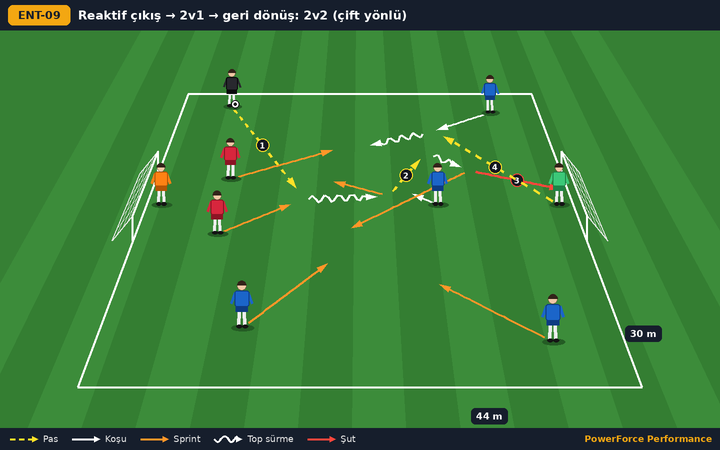 ENT-09 Reaktif çıkış → 2v1 → geri dönüş: 2v2 (çift yönlü)
1
2
4
3
30 m
44 m
Pas Koşu Sprint Top sürme Şut PowerForce Performance